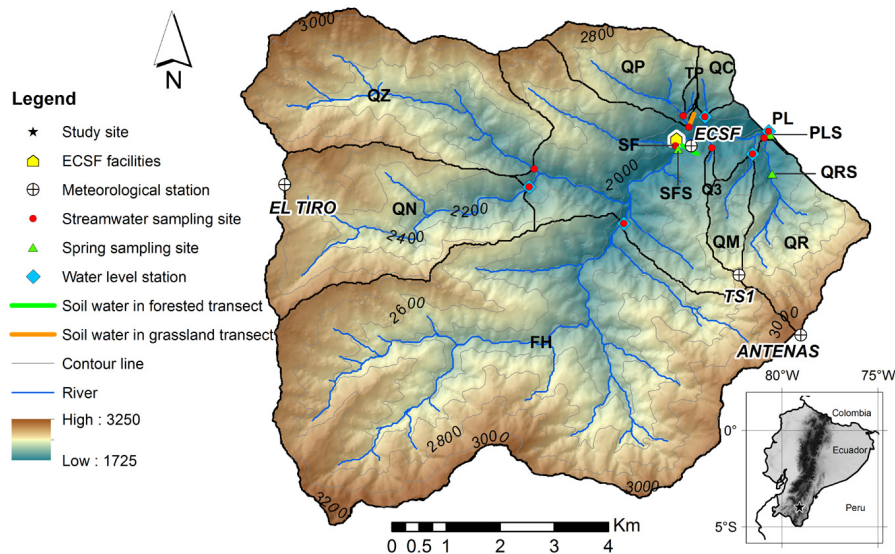 N
Legend
Study site
ECSF facilities
Meteorological station
Streamwater sampling site
Spring sampling site
Water level station
Soil water in forested transect
Soil water in grassland transect
Contour line
River
High : 3250
Low : 1725
3000
2800
QP
TP
QC
QZ
PL
ECSF
PLS
SF
2000
QRS
SFS
Q3
EL TIRO
QN
2200
2400
QM
QR
TS1
3000
2600
FH
ANTENAS
2800
3000
3200
3000
0 0.5 1 2 3 4 Km
80°W 75°W
Colombia
0°
Ecuador
Peru
5°S